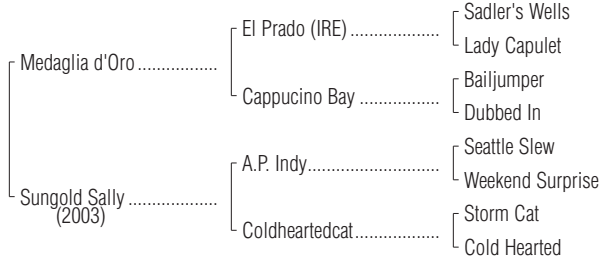 Sadler's Wells
El Prado (IRE) ...................
Lady Capulet
Medaglia d'Oro .................
Bailjumper
Cappucino Bay .................
Dubbed In
Seattle Slew
A.P. Indy............................
Weekend Surprise
Sungold Sally ...................
(2003)
Storm Cat
Coldheartedcat..................
Cold Hearted